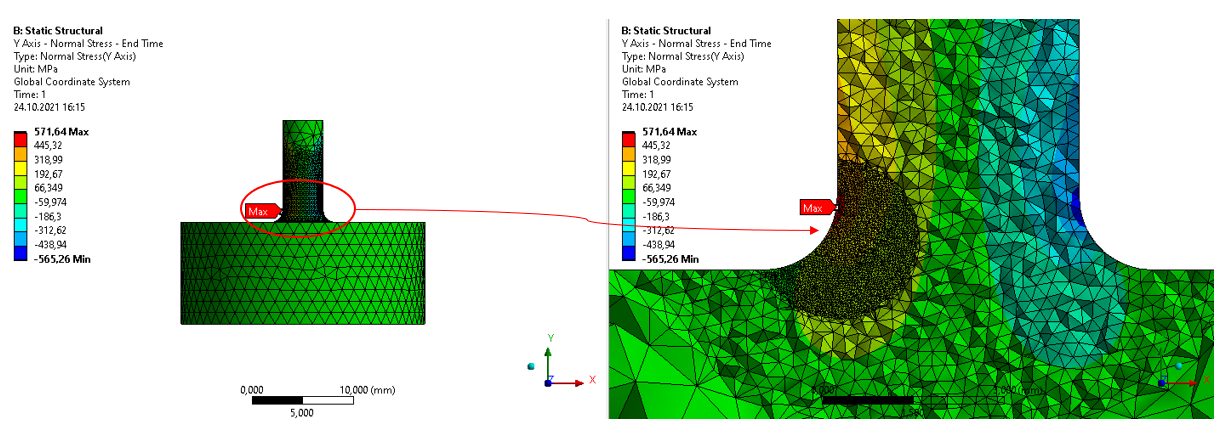 B: Static Structural
Y Axis - Normal Stress - End Time
Type: Normal Stress(Y Axis)
Unit: MPa
Global Coordinate System
Time: 1
24.10.2021 16:15
571,64 Max
445,32
318,99
192,67
66,349
-59,974
-186,3
-312,62
-438,94
-565,26 Min
Max
Y
Z
X
0,000 10,000 (mm)
5,000
B: Static Structural
Y Axis - Normal Stress - End Time
Type: Normal Stress(Y Axis)
Unit: MPa
Global Coordinate System
Time: 1
24.10.2021 16:15
571,64 Max
445,32
318,99
192,67
66,349
-59,974
-186,3
-312,62
-438,94
-565,26 Min
Max
X